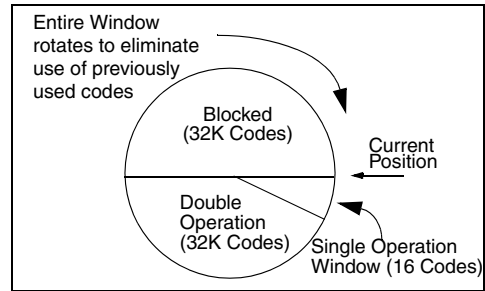 Entire Window
rotates to eliminate
use of previously
used codes
Blocked
(32K Codes)
Current
Position
Double
Operation
(32K Codes)
Single Operation
Window (16 Codes)